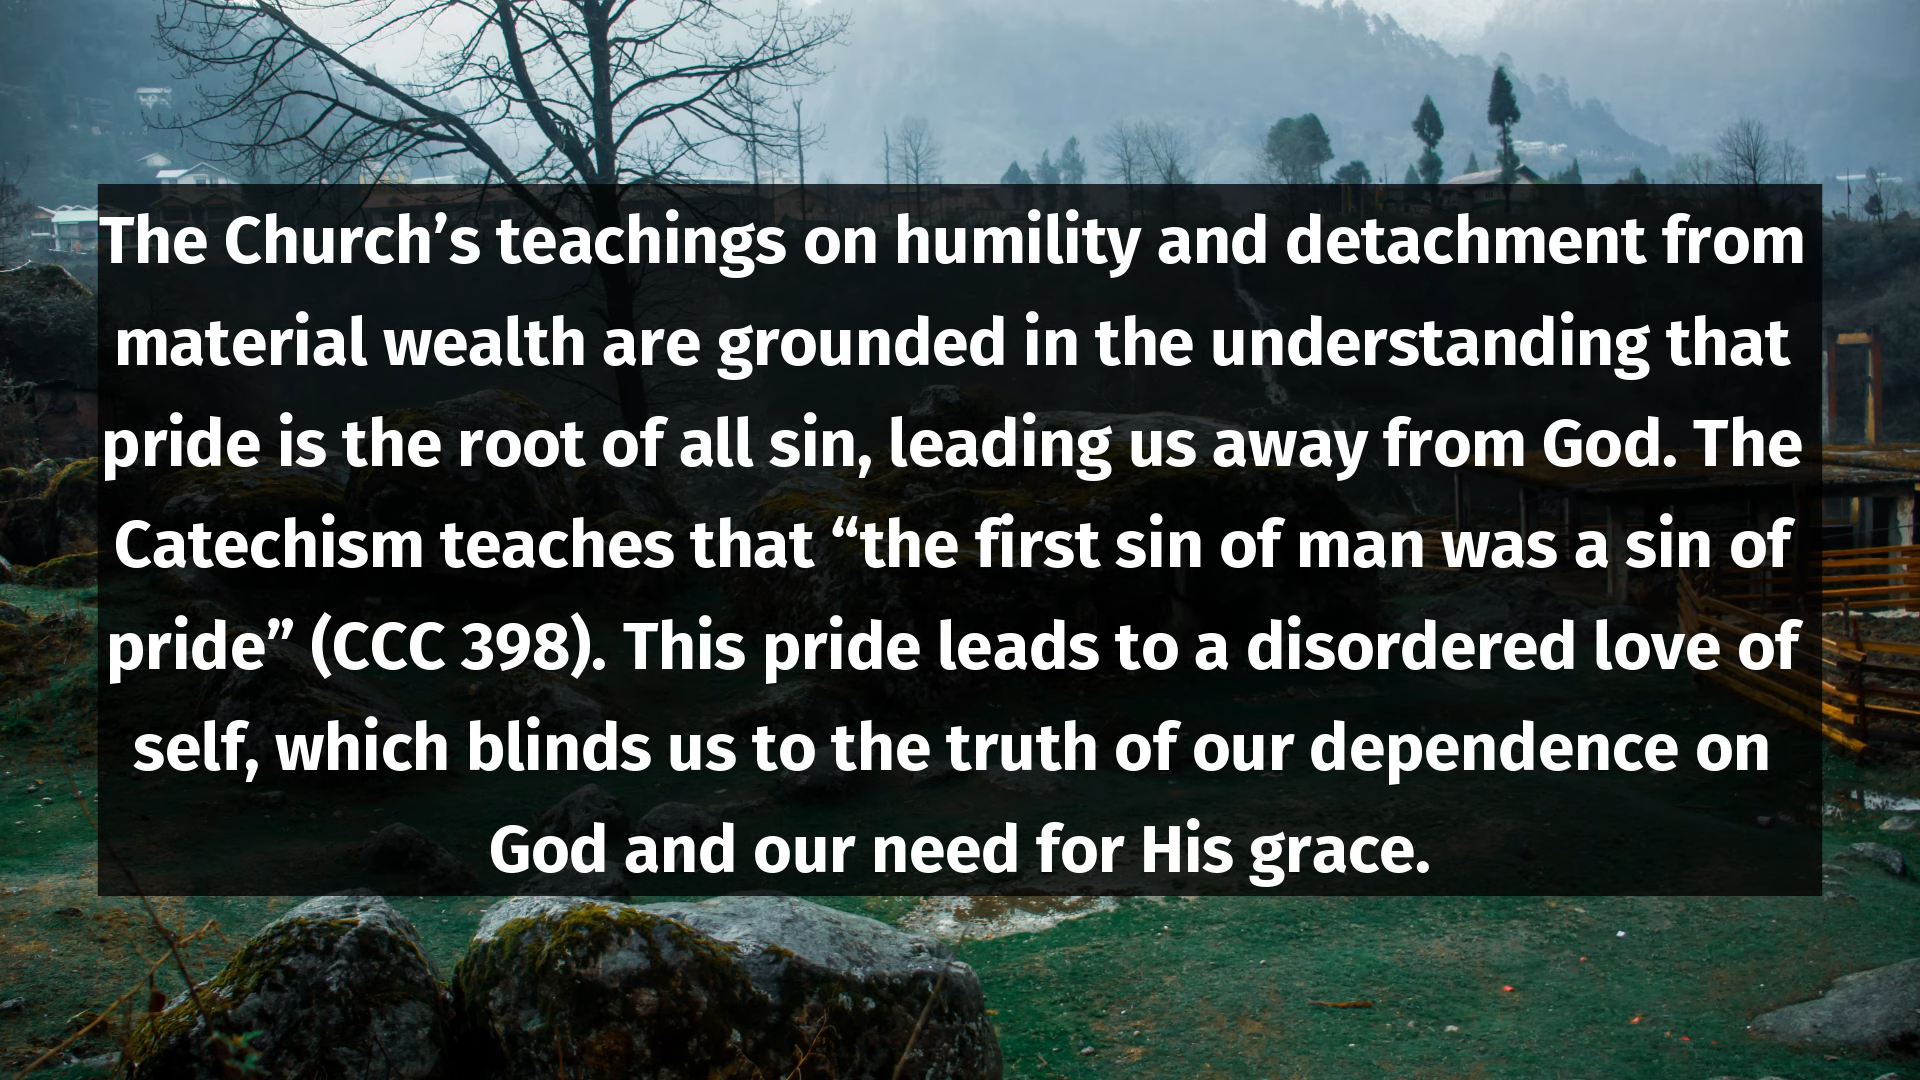 The Church’s teachings on humility and detachment from
material wealth are grounded in the understanding that
pride is the root of all sin, leading us away from God. The
Catechism teaches that “the first sin of man was a sin of
pride” (CCC 398). This pride leads to a disordered love of
self, which blinds us to the truth of our dependence on
God and our need for His grace.